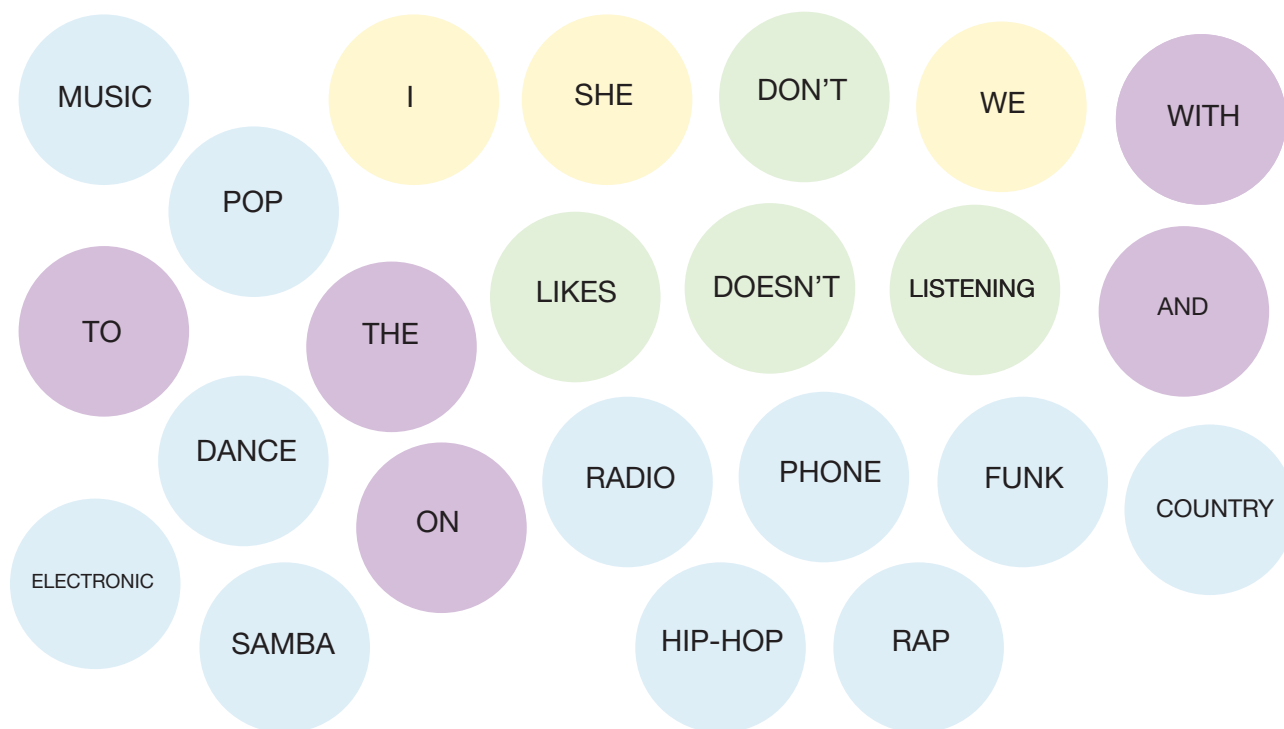 MUSIC
I
SHE
DON'T
WE
WITH
POP
LIKES
DOESN'T
LISTENING
AND
TO
THE
DANCE
RADIO
PHONE
FUNK
COUNTRY
ON
ELECTRONIC
SAMBA
HIP-HOP
RAP